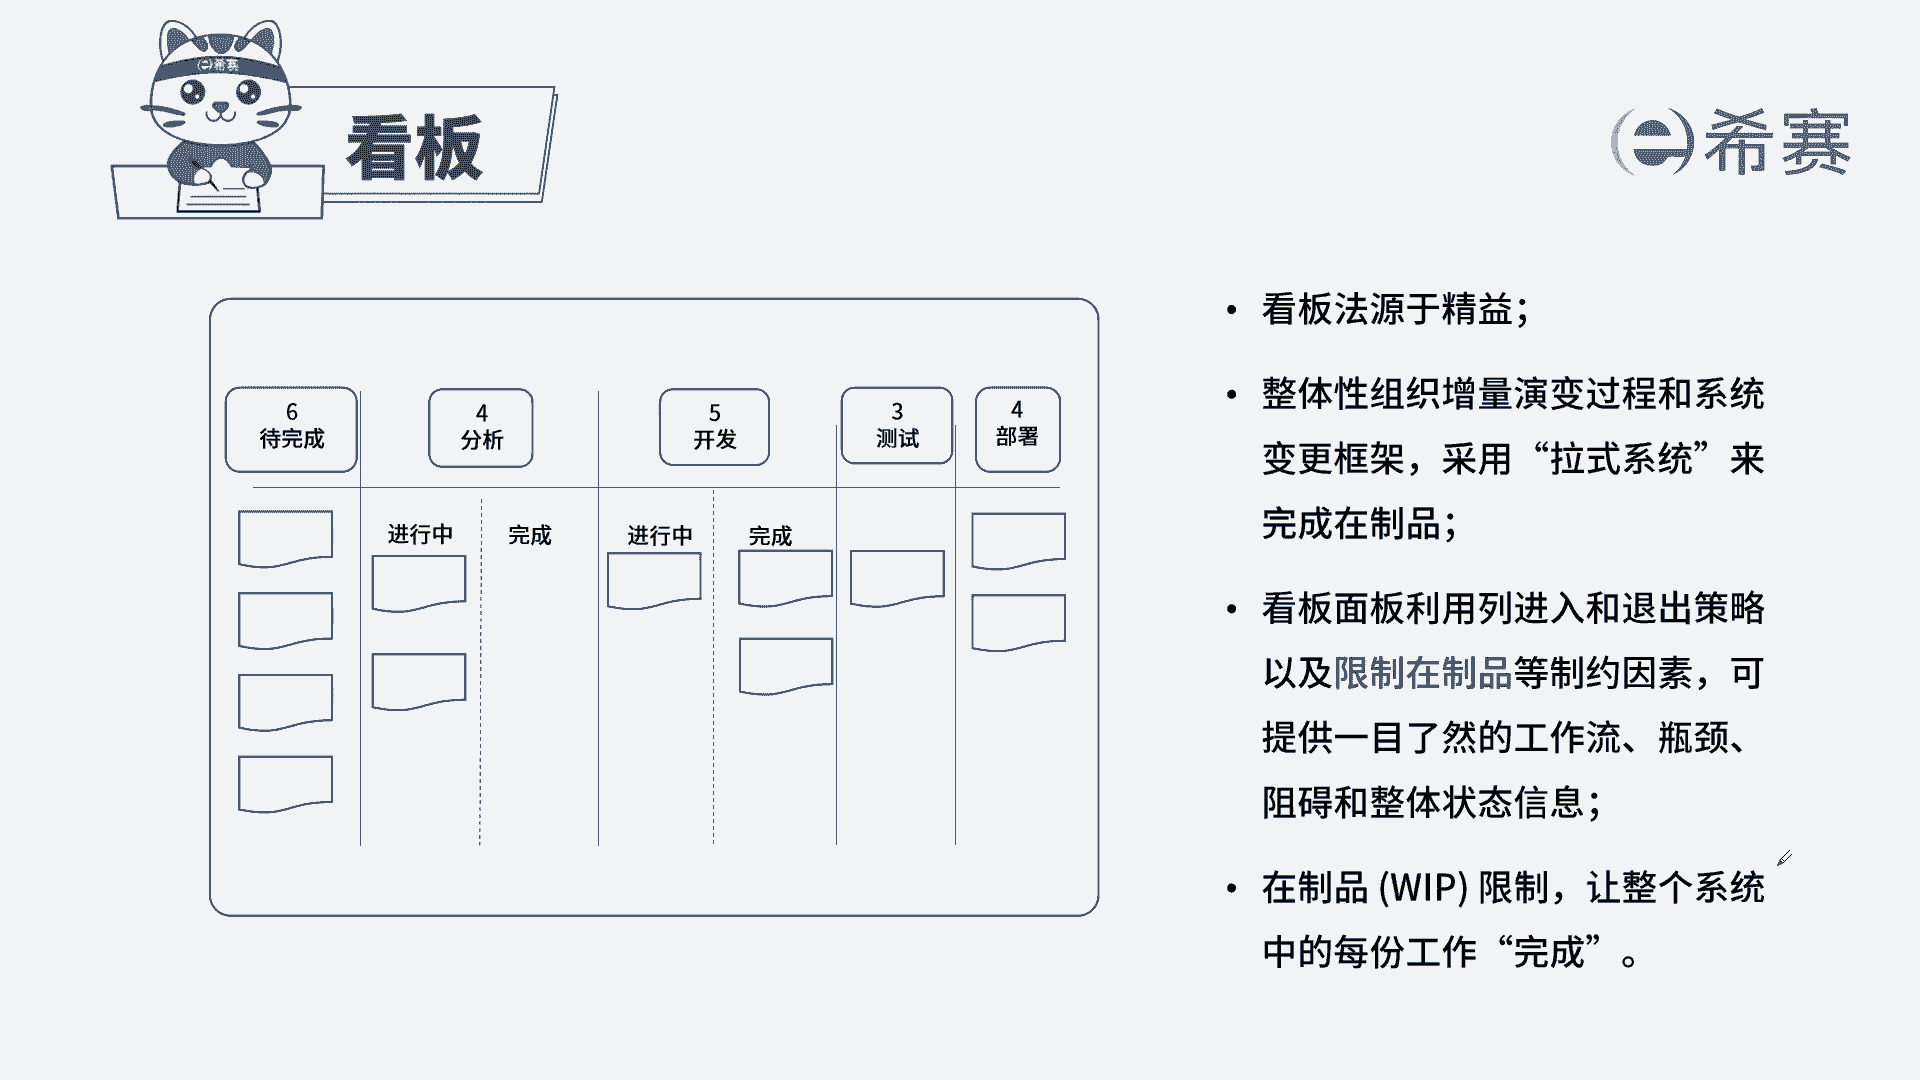 希赛
看板
希赛
6
待完成
4
分析
5
开发
3
测试
4
部署
进行中
完成
进行中
完成
• 看板法源于精益；
• 整体性组织增量演变过程和系统
变更框架，采用“拉式系统”来
完成在制品；
• 看板面板利用列进入和退出策略
以及限制在制品等制约因素，可
提供一目了然的工作流、瓶颈、
阻碍和整体状态信息；
• 在制品 (WIP) 限制，让整个系统
中的每份工作“完成”。